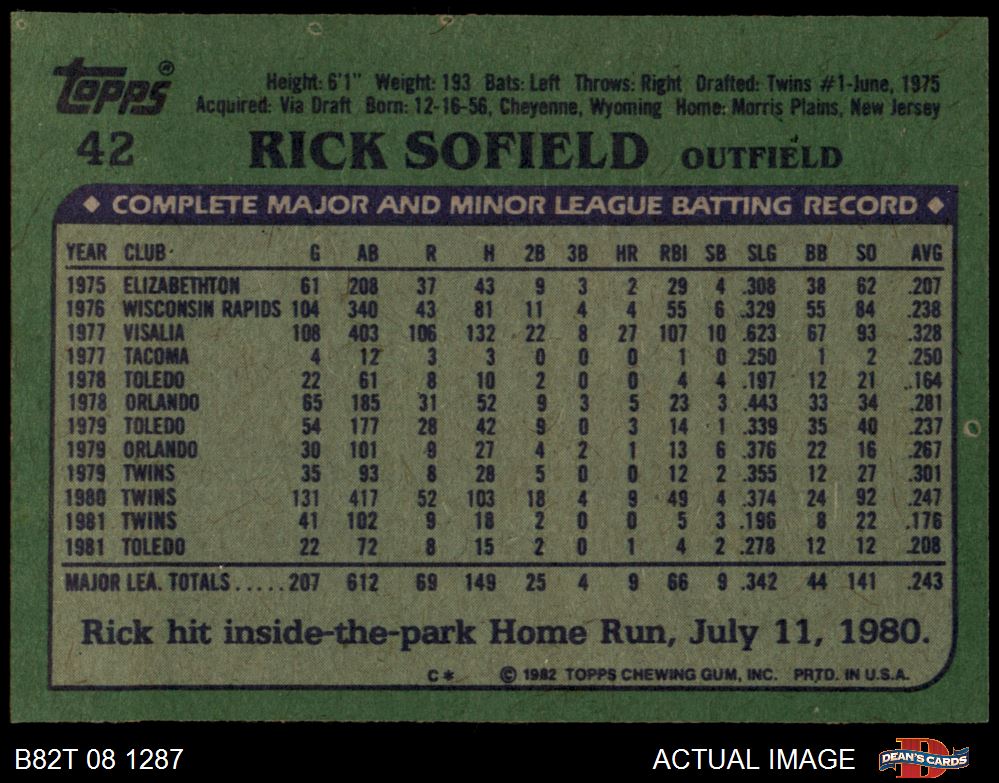 topps®
Height: 6'1" Weight: 193 Bats: Left Throws: Right Drafted: Twins #1-June, 1975
Acquired: Via Draft Born: 12-16-56, Cheyenne, Wyoming Home: Morris Plains, New Jersey
42 RICK SOFIELD OUTFIELD
◆ COMPLETE MAJOR AND MINOR LEAGUE BATTING RECORD ◆
YEAR CLUB G AB R H 2B 3B HR RBI SB SLG BB SO AVG
1975 ELIZABETHTON 61 208 37 43 9 3 2 29 4 .308 38 62 .207
1976 WISCONSIN RAPIDS 104 340 43 81 11 4 4 55 6 .329 55 84 .238
1977 VISALIA 108 403 106 132 22 8 27 107 10 .623 67 93 .328
1977 TACOMA 4 12 3 3 0 0 0 1 0 .250 1 2 .250
1978 TOLEDO 22 61 8 10 2 0 0 4 4 .197 12 21 .164
1978 ORLANDO 65 185 31 52 9 3 5 23 3 .443 33 34 .281
1979 TOLEDO 54 177 28 42 9 0 3 14 1 .339 35 40 .237
1979 ORLANDO 30 101 9 27 4 2 1 13 6 .376 22 16 .267
1979 TWINS 35 93 8 28 5 0 0 12 2 .355 12 27 .301
1980 TWINS 131 417 52 103 18 4 9 49 4 .374 24 92 .247
1981 TWINS 41 102 9 18 2 0 0 5 3 .196 8 22 .176
1981 TOLEDO 22 72 8 15 2 0 1 4 2 .278 12 12 .208
MAJOR LEA. TOTALS.....207 612 69 149 25 4 9 66 9 .342 44 141 .243
Rick hit inside-the-park Home Run, July 11, 1980.
C* © 1982 TOPPS CHEWING GUM, INC. PRTD. IN U.S.A.
B82T 08 1287 ACTUAL IMAGE DEAN'S CARDS